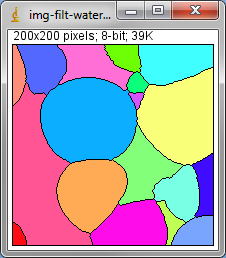 img-filt-water...
200x200 pixels; 8-bit; 39K